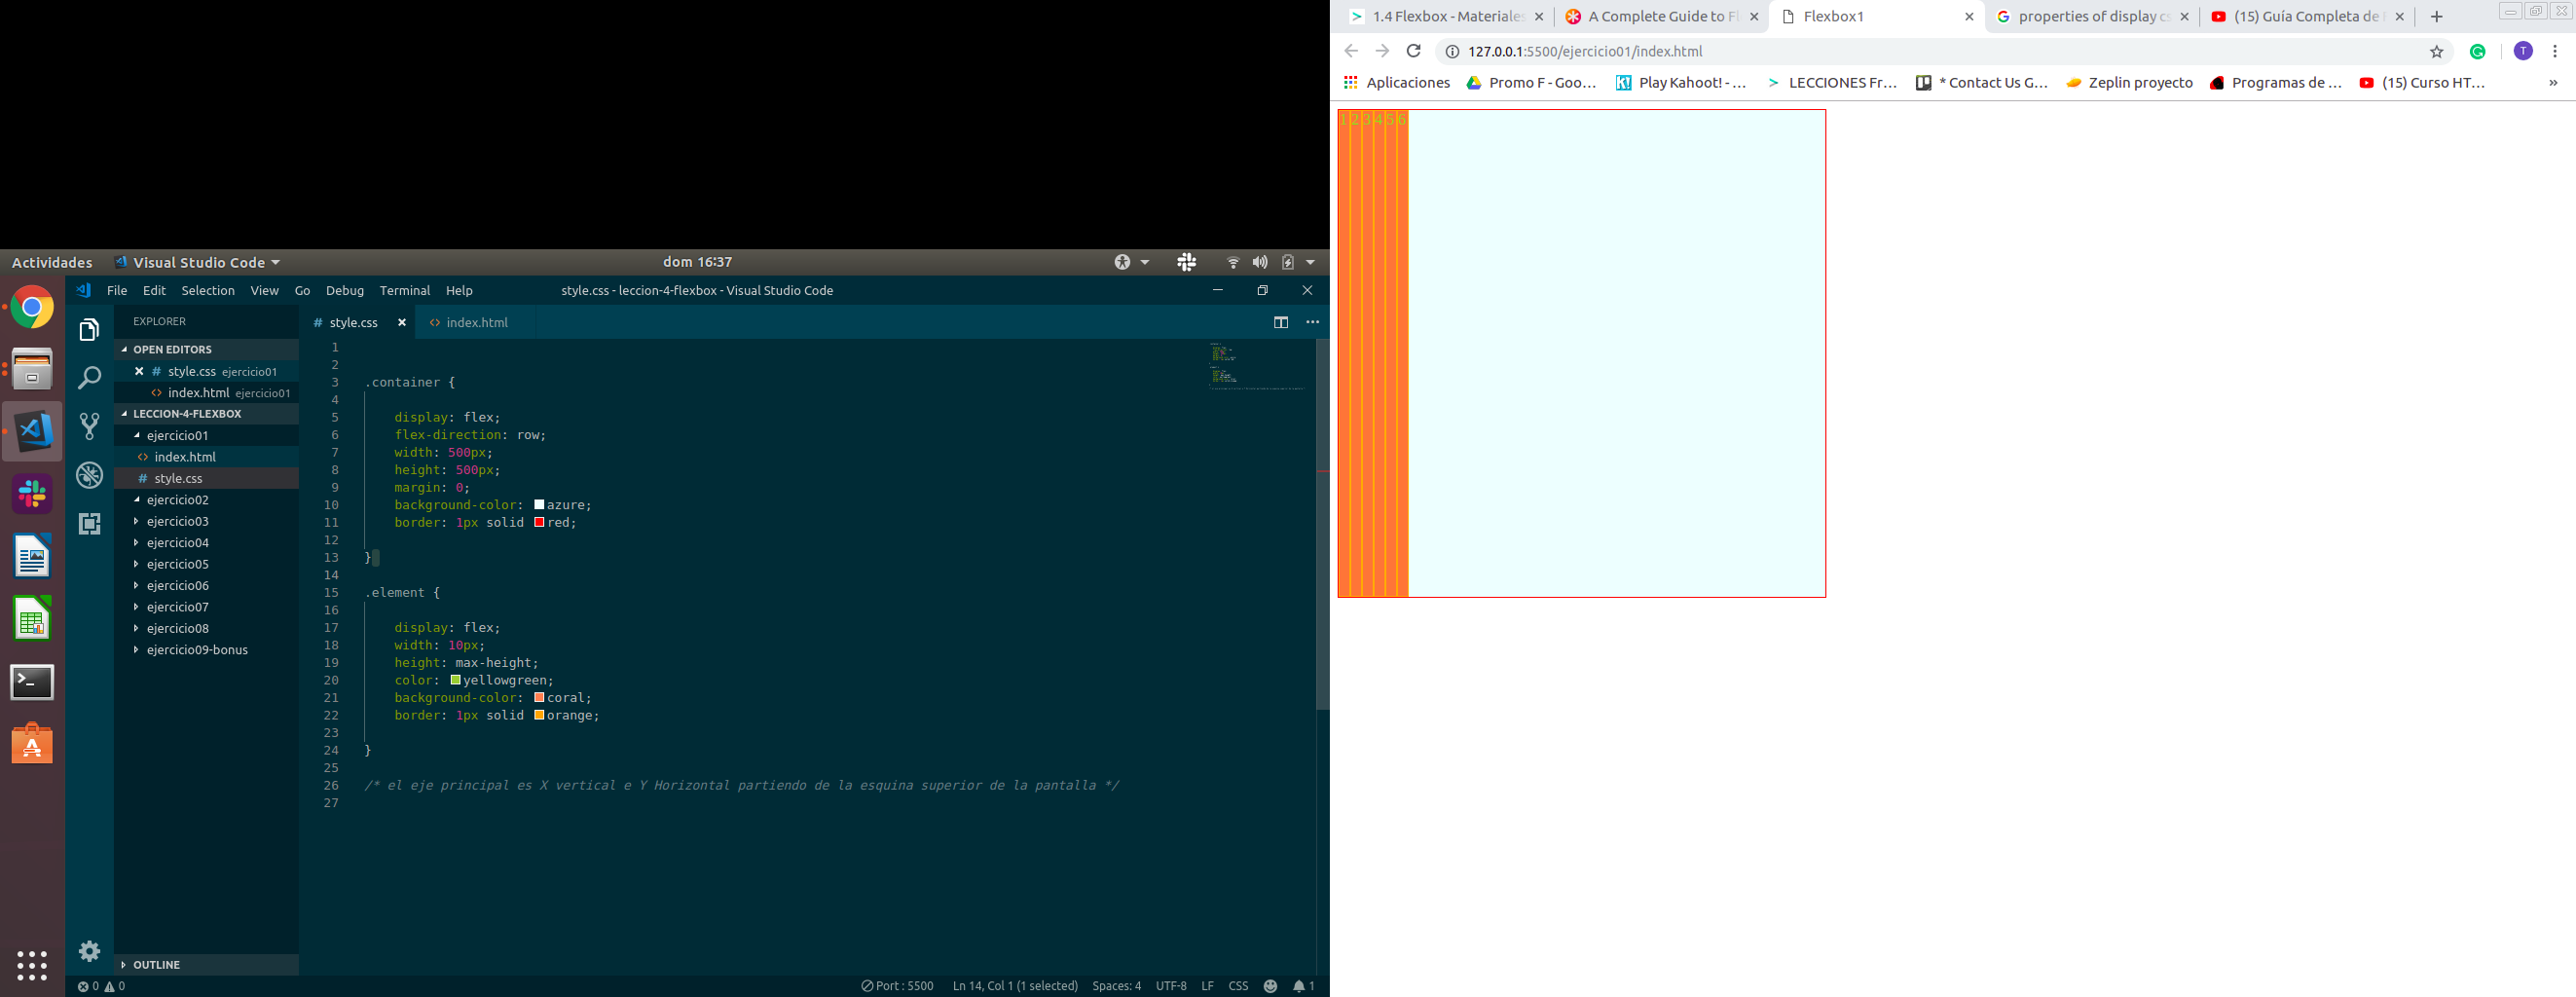 Actividades Visual Studio Code dom 16:37
File Edit Selection View Go Debug Terminal Help style.css - leccion-4-flexbox - Visual Studio Code
EXPLORER
OPEN EDITORS
style.css ejercicio01
index.html ejercicio01
LECCION-4-FLEXBOX
ejercicio01
index.html
style.css
ejercicio02
ejercicio03
ejercicio04
ejercicio05
ejercicio06
ejercicio07
ejercicio08
ejercicio09-bonus
OUTLINE
# style.css <> index.html
1
2
3 .container {
4
5 display: flex;
6 flex-direction: row;
7 width: 500px;
8 height: 500px;
9 margin: 0;
10 background-color: azure;
11 border: 1px solid red;
12
13 }
14
15 .element {
16
17 display: flex;
18 width: 10px;
19 height: max-height;
20 color: yellowgreen;
21 background-color: coral;
22 border: 1px solid orange;
23
24 }
25
26 /* el eje principal es X vertical e Y Horizontal partiendo de la esquina superior de la pantalla */
27
0 0 Port : 5500 Ln 14, Col 1 (1 selected) Spaces: 4 UTF-8 LF CSS 1
1.4 Flexbox - Materiales A Complete Guide to Fl Flexbox1 properties of display cs (15) Guía Completa de
127.0.0.1:5500/ejercicio01/index.html T
Aplicaciones Promo F - Goo... Play Kahoot! - ... LECCIONES Fr... * Contact Us G... Zeplin proyecto Programas de ... (15) Curso HT... »
1 2 3 4 5 6